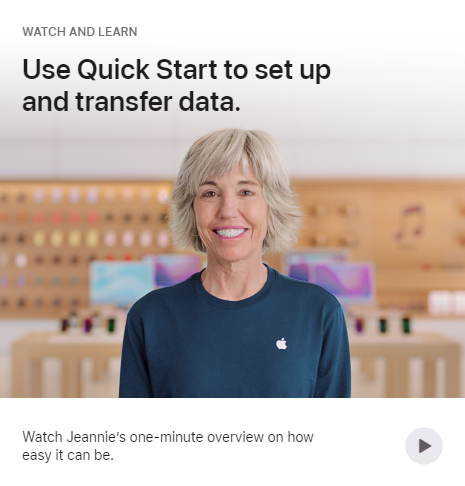 WATCH AND LEARN
Use Quick Start to set up
and transfer data.
Watch Jeannie’s one-minute overview on how
easy it can be.